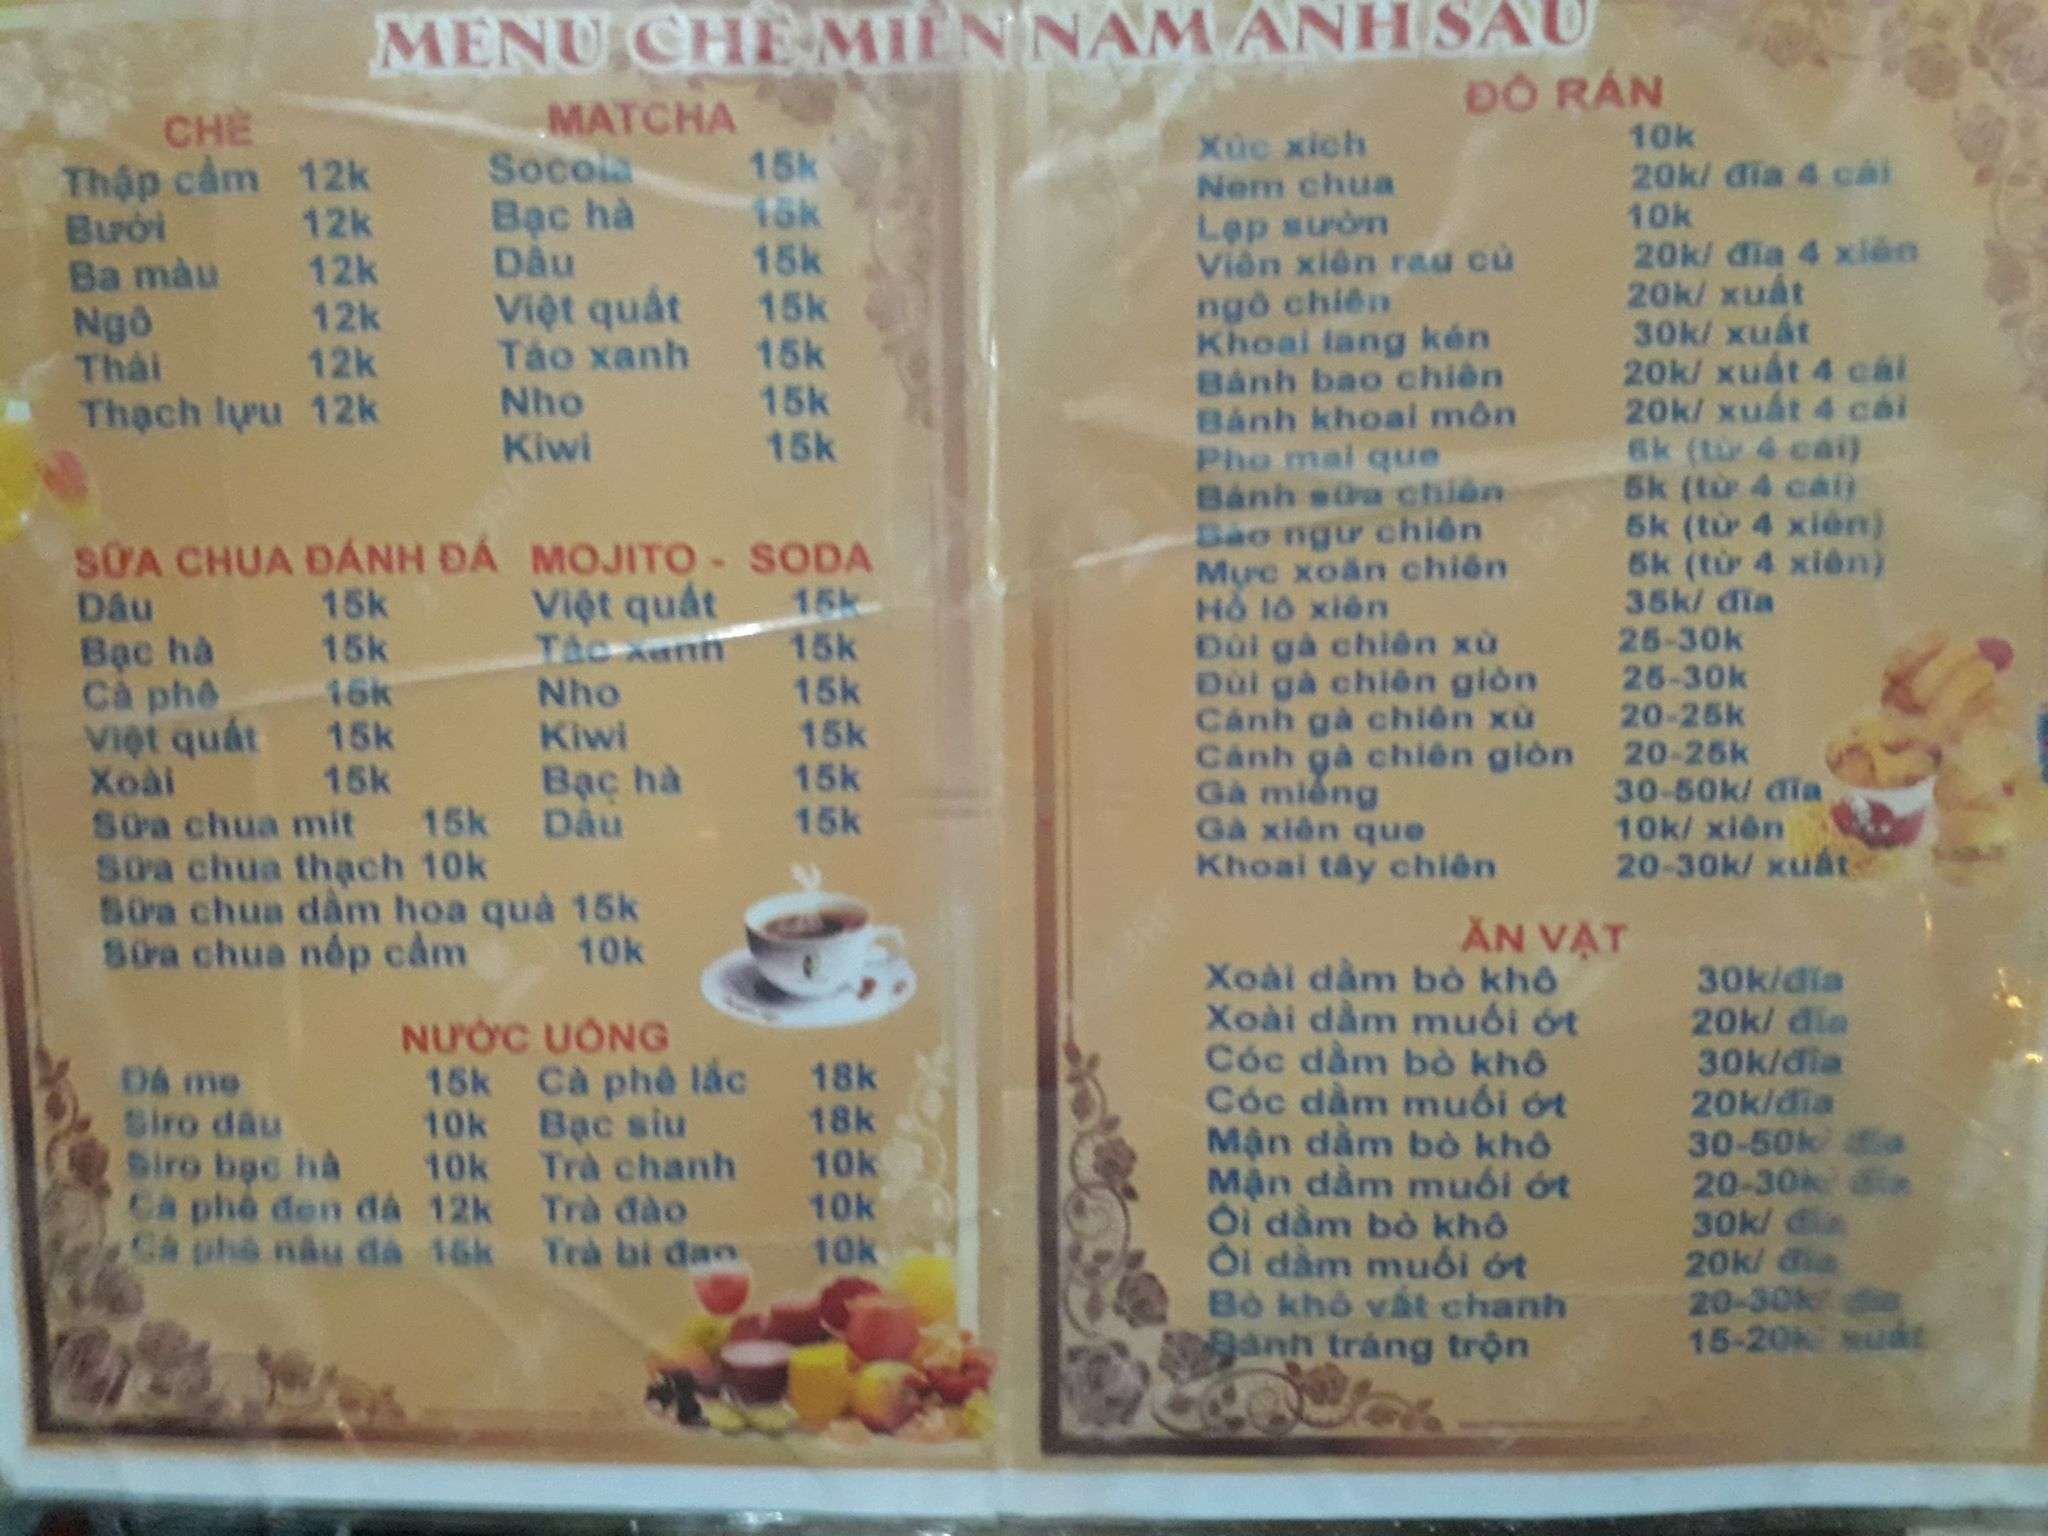 MENU CHÈ MIỀN NAM ANH SÁU
CHÈ
Thập cẩm 12k
Bưởi 12k
Ba màu 12k
Ngô 12k
Thái 12k
Thạch lựu 12k
MATCHA
Socola 15k
Bạc hà 15k
Dâu 15k
Việt quất 15k
Táo xanh 15k
Nho 15k
Kiwi 15k
SỮA CHUA ĐÁNH ĐÁ
Dâu 15k
Bạc hà 15k
Cà phê 15k
Việt quất 15k
Xoài 15k
Sữa chua mít 15k
Sữa chua thạch 10k
Sữa chua dầm hoa quả 15k
Sữa chua nếp cẩm 10k
MOJITO - SODA
Việt quất 15k
Táo xanh 15k
Nho 15k
Kiwi 15k
Bạc hà 15k
Dâu 15k
NƯỚC UỐNG
Đá me 15k
Siro dâu 10k
Siro bạc hà 10k
Cà phê đen đá 12k
Cà phê nâu đá 15k
Cà phê lắc 18k
Bạc sỉu 18k
Trà chanh 10k
Trà đào 10k
Trà bí đao 10k
ĐỒ RÁN
Xúc xích 10k
Nem chua 20k/ đĩa 4 cái
Lạp sườn 10k
Viên xiên rau củ 20k/ đĩa 4 xiên
ngô chiên 20k/ xuất
Khoai lang kén 30k/ xuất
Bánh bao chiên 20k/ xuất 4 cái
Bánh khoai môn 20k/ xuất 4 cái
Pho mai que 6k (từ 4 cái)
Bánh sữa chiên 5k (từ 4 cái)
Bào ngư chiên 5k (từ 4 xiên)
Mực xoăn chiên 5k (từ 4 xiên)
Hồ lô xiên 35k/ đĩa
Đùi gà chiên xù 25-30k
Đùi gà chiên giòn 25-30k
Cánh gà chiên xù 20-25k
Cánh gà chiên giòn 20-25k
Gà miếng 30-50k/ đĩa
Gà xiên que 10k/ xiên
Khoai tây chiên 20-30k/ xuất
ĂN VẶT
Xoài dầm bò khô 30k/đĩa
Xoài dầm muối ớt 20k/ đĩa
Cóc dầm bò khô 30k/đĩa
Cóc dầm muối ớt 20k/đĩa
Mận dầm bò khô 30-50k/ đĩa
Mận dầm muối ớt 20-30k/ đĩa
Ổi dầm bò khô 30k/ đĩa
Ổi dầm muối ớt 20k/ đĩa
Bò khô vắt chanh 20-30k/ đĩa
Bánh tráng trộn 15-20k/ xuất